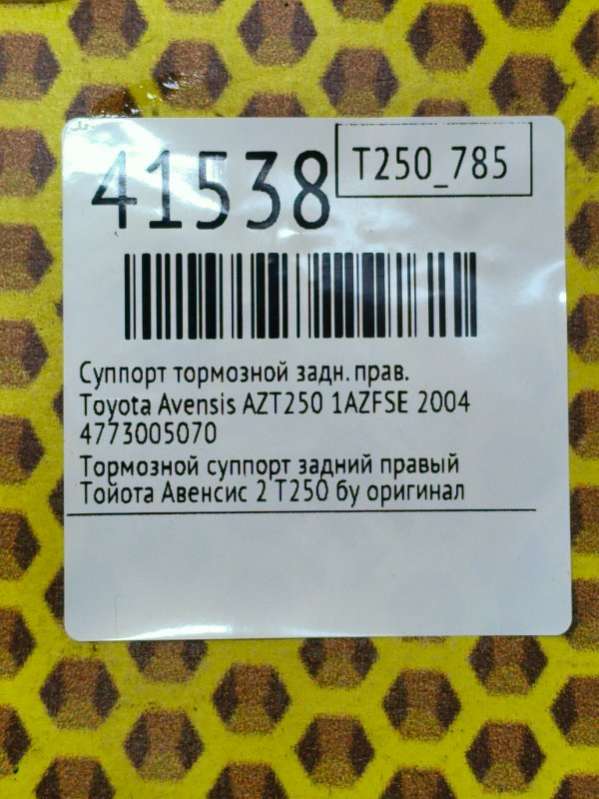 41538
T250_785
Суппорт тормозной задн. прав.
Toyota Avensis AZT250 1AZFSE 2004
4773005070
Тормозной суппорт задний правый
Тойота Авенсис 2 Т250 бу оригинал